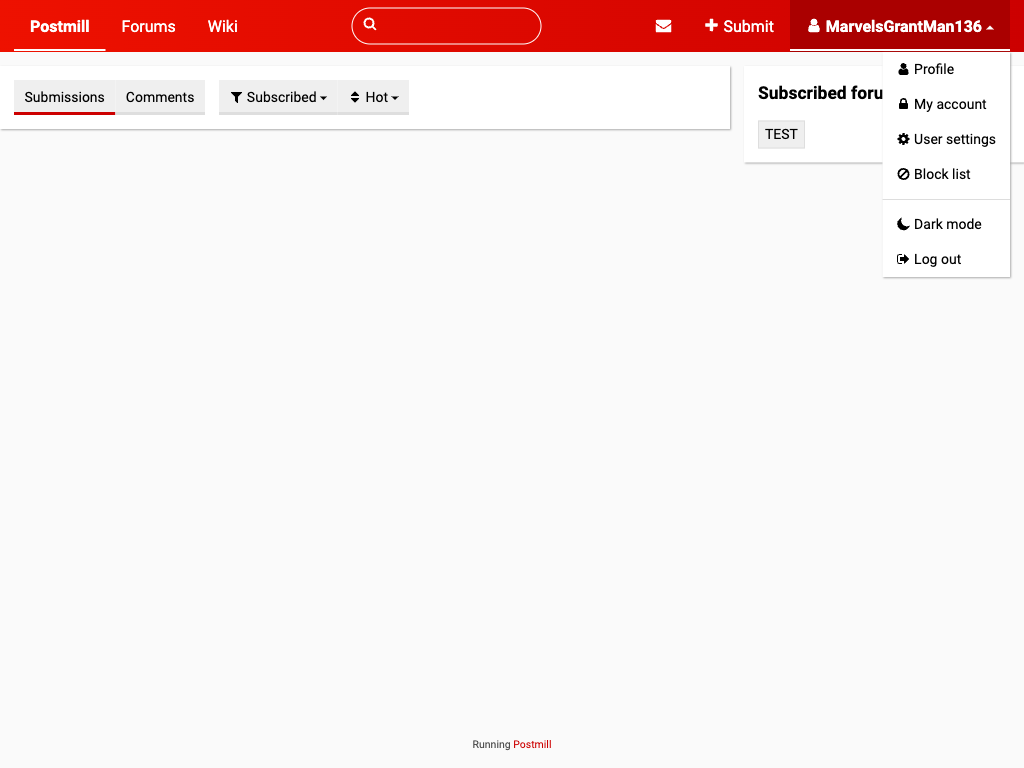 Postmill Forums Wiki Submit MarvelsGrantMan136
Profile
My account
User settings
Block list
Dark mode
Log out
Submissions Comments Subscribed Hot
Subscribed foru
TEST
Running Postmill